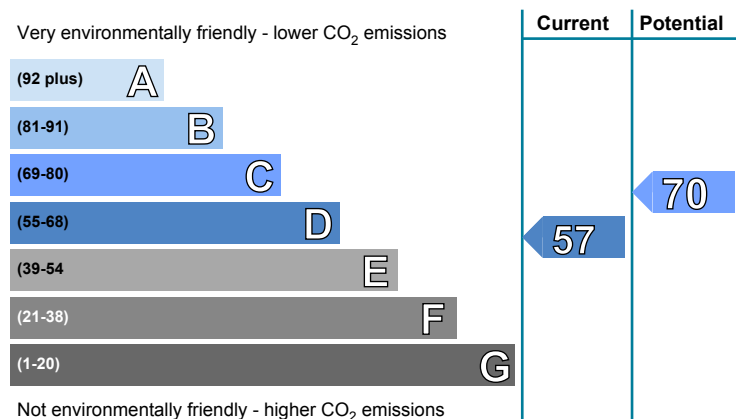 Very environmentally friendly - lower CO₂ emissions
Current
Potential
(92 plus) A
(81-91) B
(69-80) C
70
(55-68) D
57
(39-54 E
(21-38) F
(1-20) G
Not environmentally friendly - higher CO₂ emissions